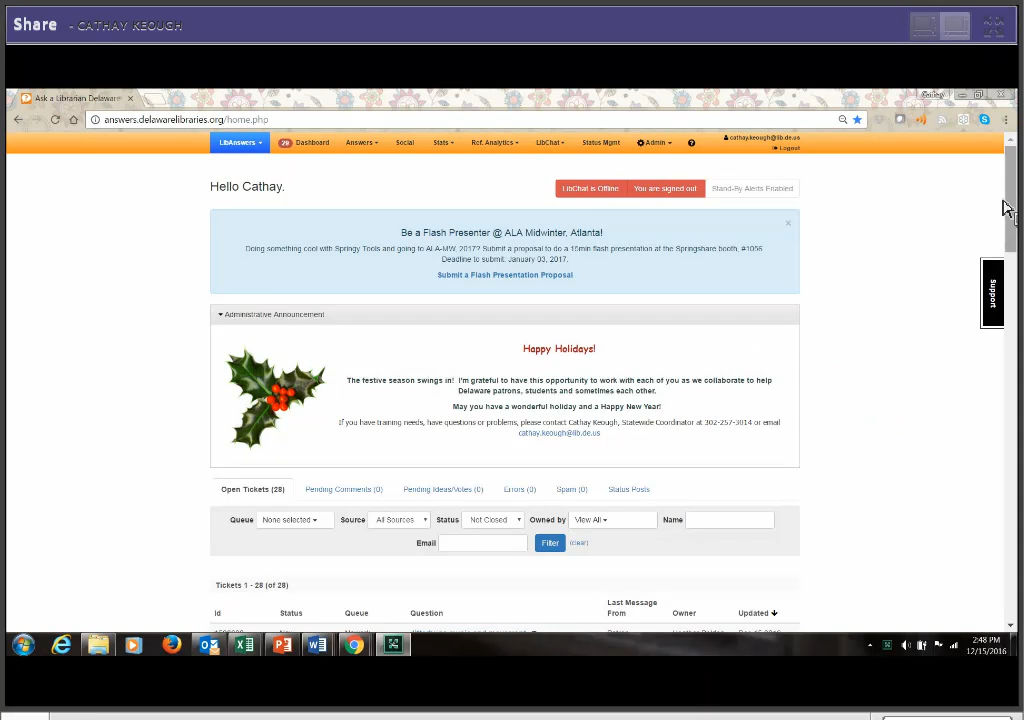 Share - CATHAY KEOUGH
Ask a Librarian Delaware
Cathay
answers.delawarelibraries.org/home.php
LibAnswers 29 Dashboard Answers Social Stats Ref. Analytics LibChat Status Mgmt Admin cathay.keough@lib.de.us
Logout
Hello Cathay.
LibChat is Offline You are signed out Stand-By Alerts Enabled
Be a Flash Presenter @ ALA Midwinter, Atlanta!
Doing something cool with Springy Tools and going to ALA-MW, 2017? Submit a proposal to do a 15min flash presentation at the Springshare booth, #1056.
Deadline to submit: January 03, 2017.
Submit a Flash Presentation Proposal
Support
Administrative Announcement
Happy Holidays!
The festive season swings in! I'm grateful to have this opportunity to work with each of you as we collaborate to help
Delaware patrons, students and sometimes each other.
May you have a wonderful holiday and a Happy New Year!
If you have training needs, have questions or problems, please contact Cathay Keough, Statewide Coordinator at 302-257-3014 or email
cathay.keough@lib.de.us
Open Tickets (28) Pending Comments (0) Pending Ideas/Votes (0) Errors (0) Spam (0) Status Posts
Queue None selected Source All Sources Status Not Closed Owned by View All Name
Email Filter (clear)
Tickets 1 - 28 (of 28)
Id Status Queue Question Last Message From Owner Updated
2:48 PM
12/15/2016